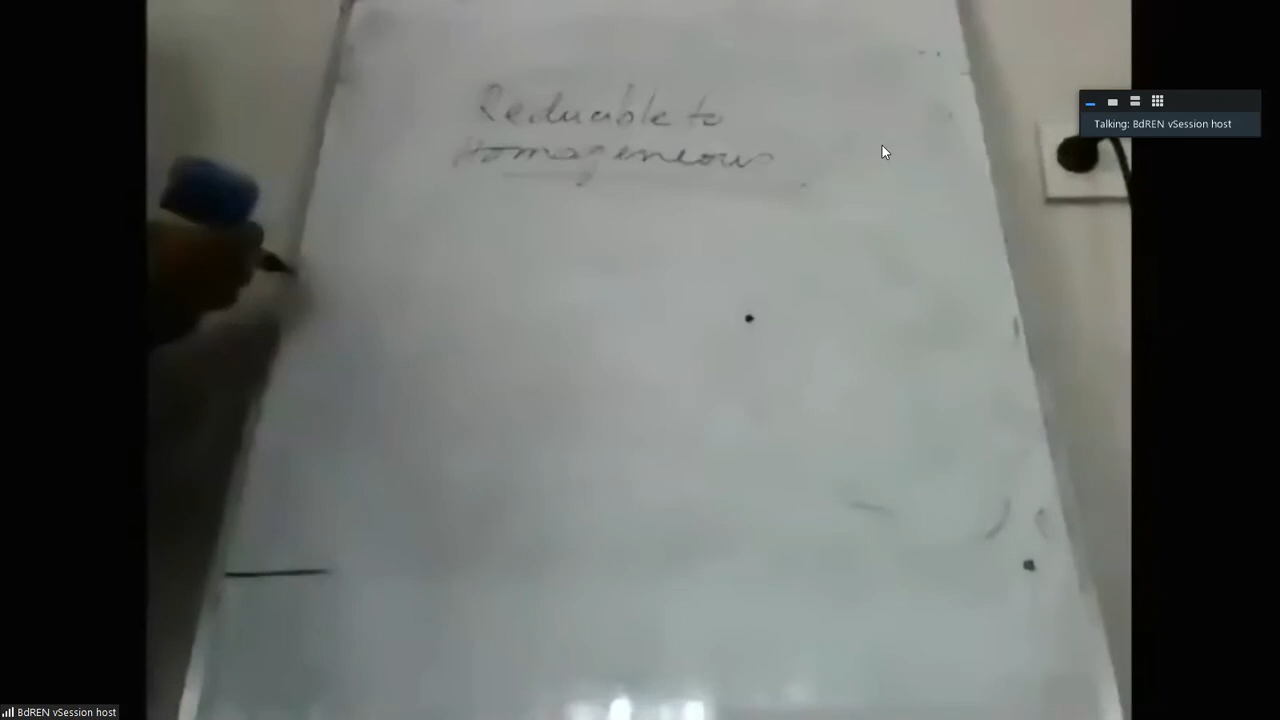 Reducible to
Homogeneous
Talking: BdREN vSession host
BdREN vSession host